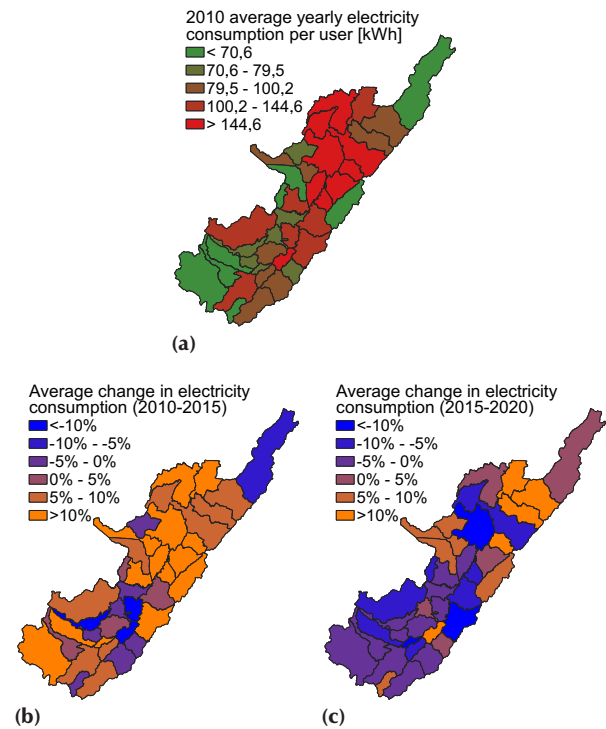 2010 average yearly electricity
consumption per user [kWh]
< 70,6
70,6 - 79,5
79,5 - 100,2
100,2 - 144,6
> 144,6
(a)
Average change in electricity
consumption (2010-2015)
<-10%
-10% - -5%
-5% - 0%
0% - 5%
5% - 10%
>10%
(b)
Average change in electricity
consumption (2015-2020)
<-10%
-10% - -5%
-5% - 0%
0% - 5%
5% - 10%
>10%
(c)